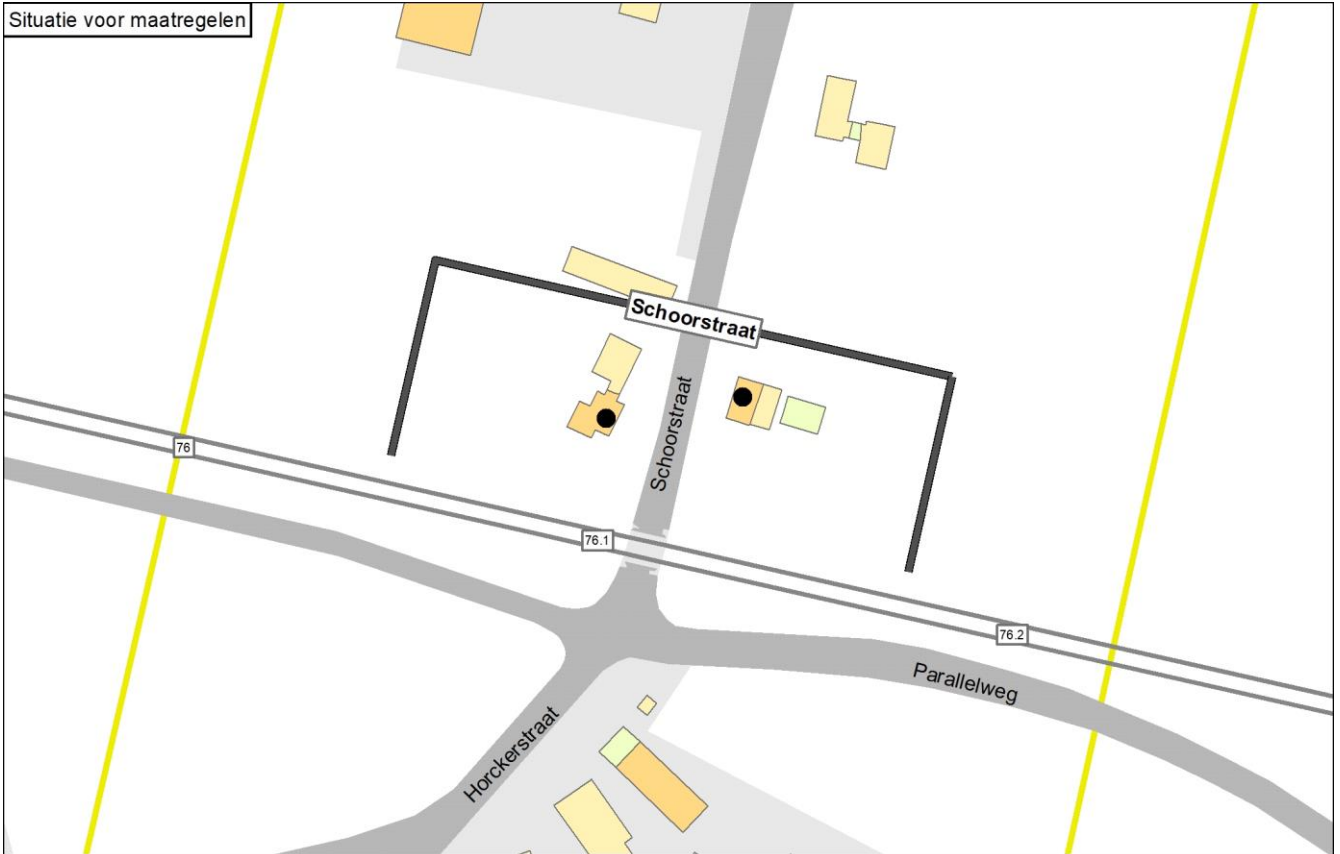 Situatie voor maatregelen
Schoorstraat
Schoorstraat
76
76.1
76.2
Parallelweg
Horckerstraat